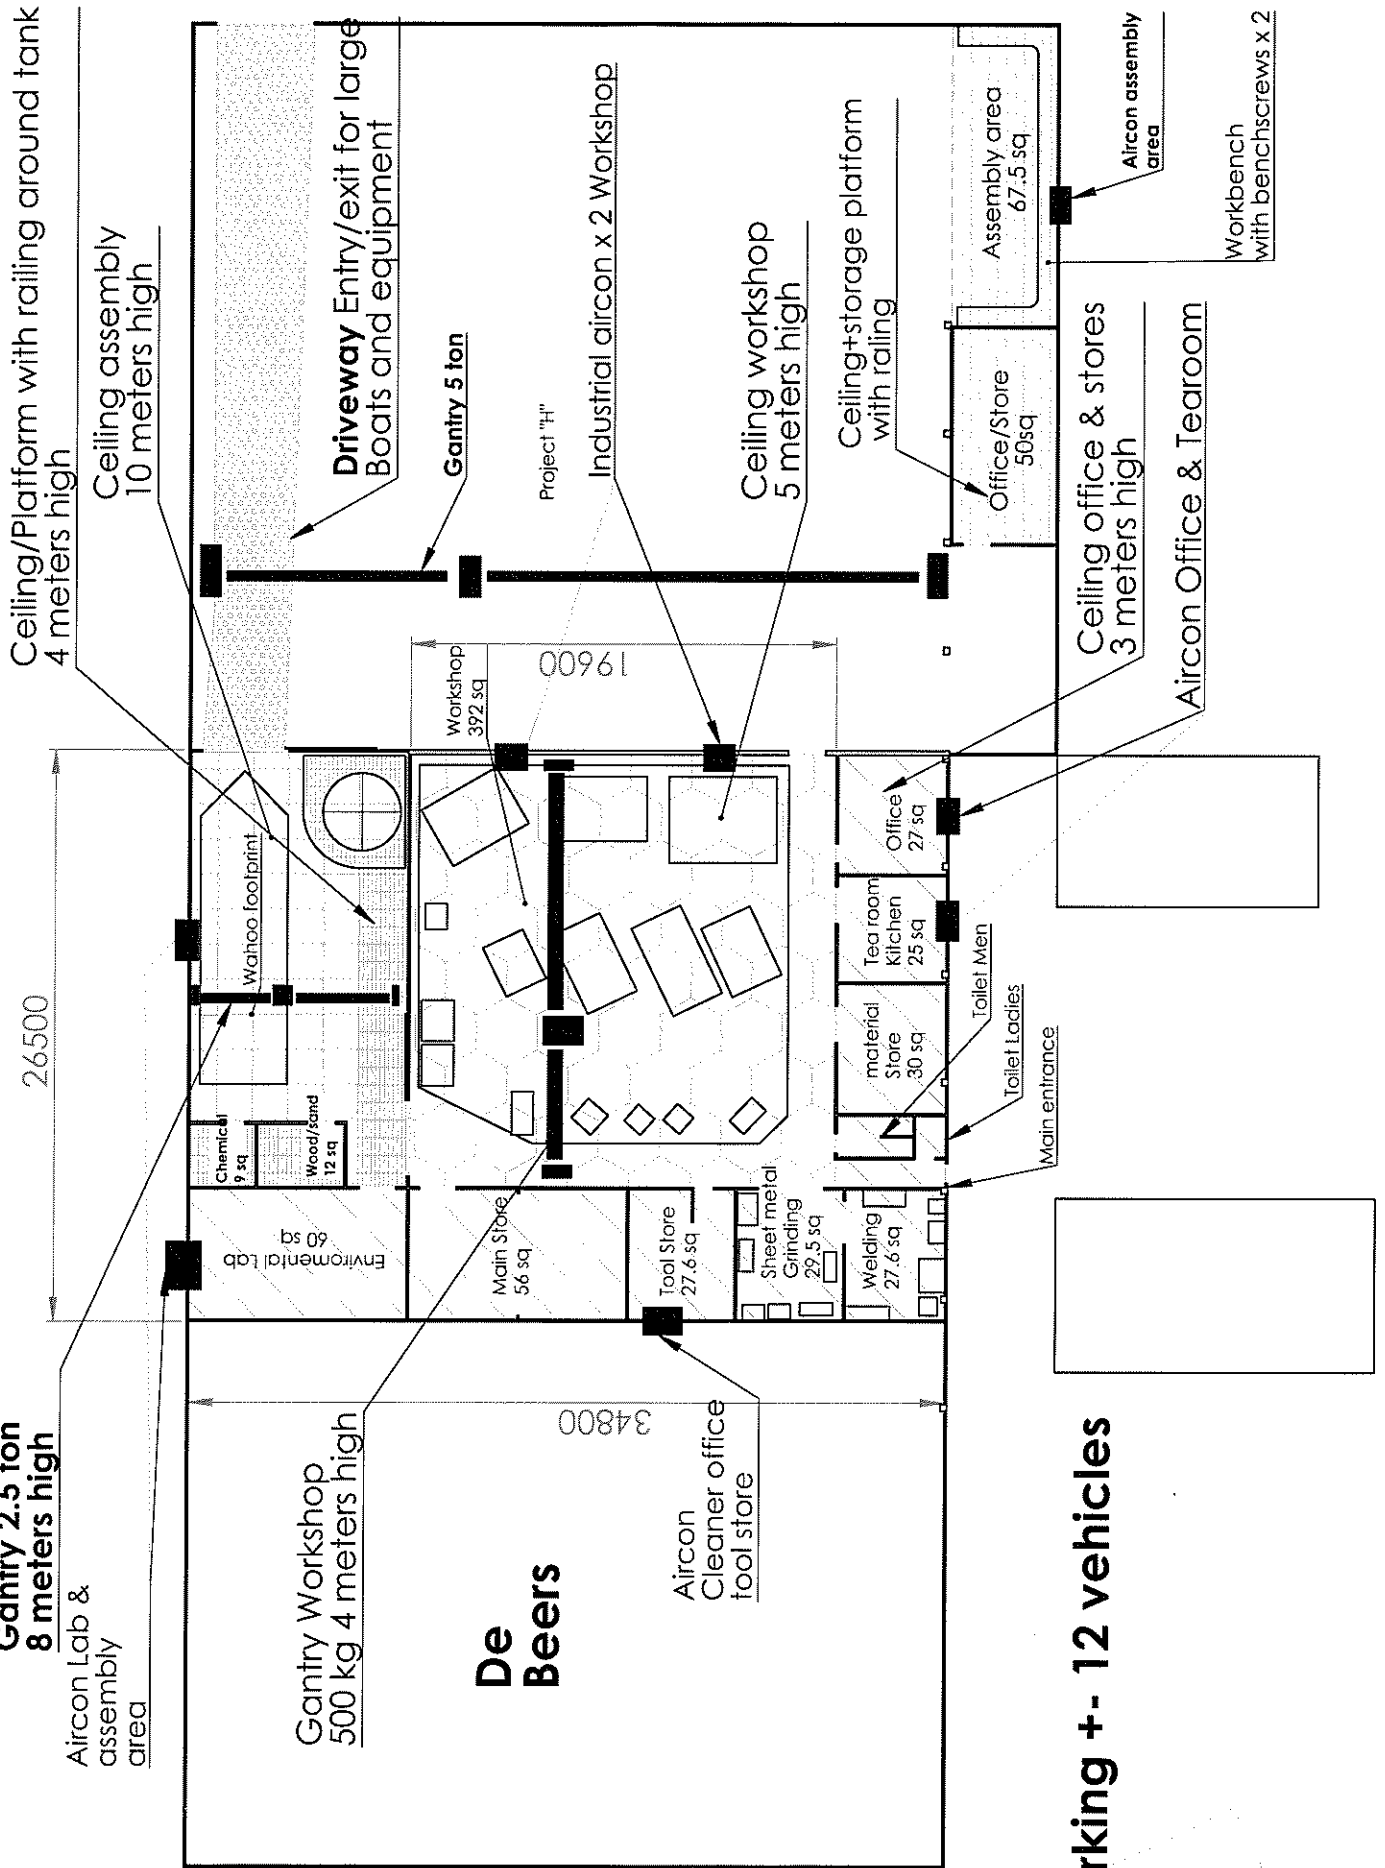 Ceiling/Platform with railing around tank
4 meters high
Ceiling assembly
10 meters high
Driveway Entry/exit for large
Boats and equipment
Gantry 5 ton
Project "H"
Industrial aircon x 2 Workshop
Ceiling workshop
5 meters high
Ceiling+storage platform
with raling
Office/Store
50sq
Assembly area
67.5 sq
Aircon assembly
area
Workbench
with benchscrews x 2
Ceiling office & stores
3 meters high
Aircon Office & Tearoom
26500
19600
Workshop
392 sq
Wahoo footprint
Chemical
9 sq
Wood/sand
12 sq
Enviromental Lab
60 sq
Main Store
56 sq
Tool Store
27.6 sq
Sheet metal
Grinding
29.5 sq
Welding
27.6 sq
Office
27 sq
Tea room
Kitchen
25 sq
material
Store
30 sq
Toilet Men
Toilet Ladies
Main entrance
Gantry 2.5 ton
8 meters high
Aircon Lab &
assembly
area
Gantry Workshop
500 kg 4 meters high
34800
De
Beers
Aircon
Cleaner office
tool store
rking +- 12 vehicles